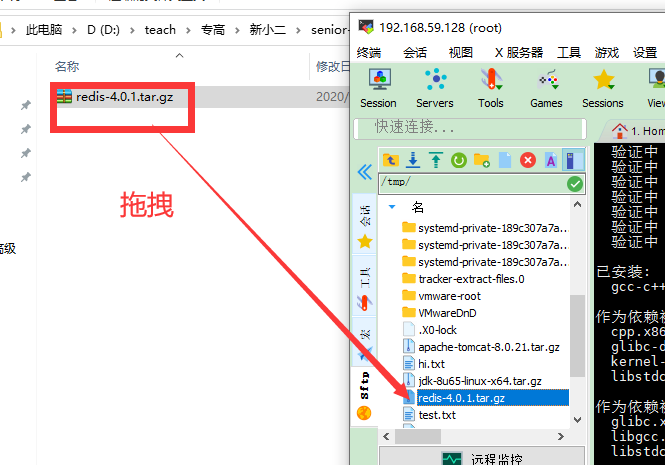 此电脑 > D (D:) > teach > 专高 > 新小二 > senior-
名称
修改日
redis-4.0.1.tar.gz
2020/
拖拽
192.168.59.128 (root)
终端 会话 视图 X 服务器 工具 游戏 设置
Session Servers Tools Games Sessions View
快速连接...
1. Hom
/tmp/
名
systemd-private-189c307a7a...
systemd-private-189c307a7a...
systemd-private-189c307a7a...
tracker-extract-files.0
vmware-root
VMwareDnD
.X0-lock
apache-tomcat-8.0.21.tar.gz
hi.txt
jdk-8u65-linux-x64.tar.gz
redis-4.0.1.tar.gz
test.txt
会话
工具
宏
Sftp
远程监控
验证中
验证中
验证中
验证中
验证中
验证中
验证中
已安装:
gcc-c++
作为依赖被
cpp.x86
glibc-d
kernel-
libstdc
作为依赖被
glibc.x
libgcc.
libstdc
高级